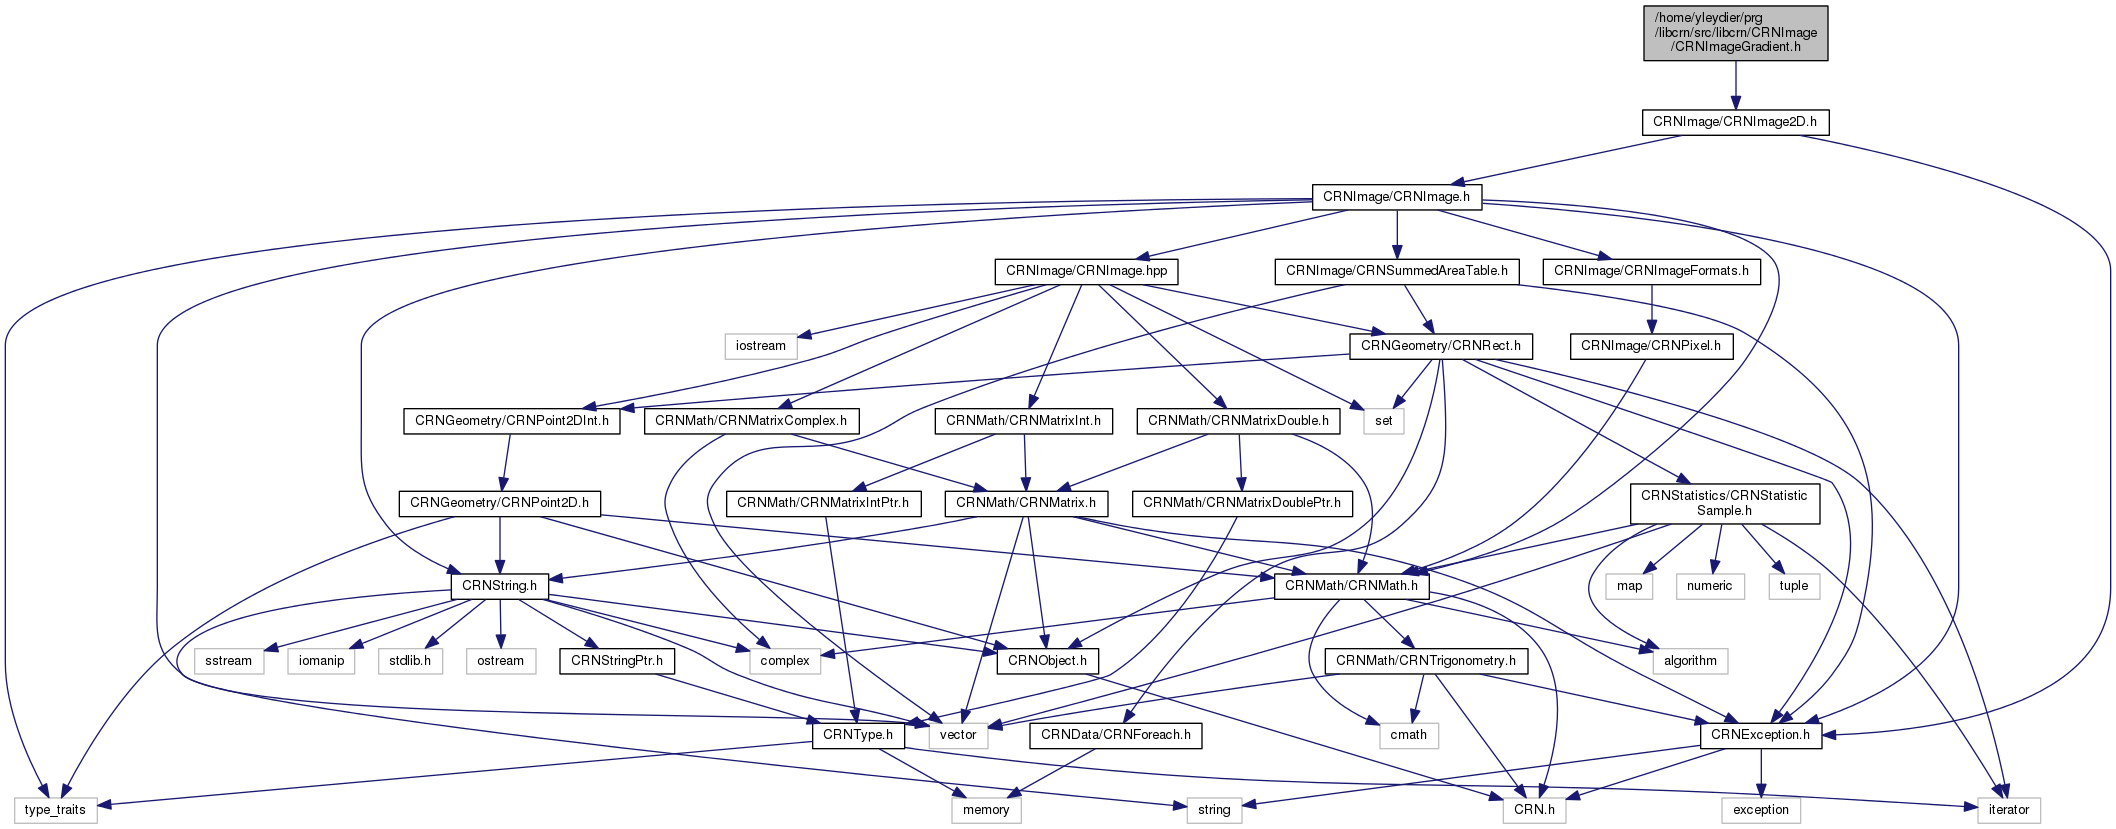 /home/yleydier/prg
/libcrn/src/libcrn/CRNImage
/CRNImageGradient.h
CRNImage/CRNImage2D.h
CRNImage/CRNImage.h
CRNImage/CRNImage.hpp
CRNImage/CRNSummedAreaTable.h
CRNImage/CRNImageFormats.h
iostream
CRNGeometry/CRNRect.h
CRNImage/CRNPixel.h
CRNGeometry/CRNPoint2DInt.h
CRNMath/CRNMatrixComplex.h
CRNMath/CRNMatrixInt.h
CRNMath/CRNMatrixDouble.h
set
CRNGeometry/CRNPoint2D.h
CRNMath/CRNMatrixIntPtr.h
CRNMath/CRNMatrix.h
CRNMath/CRNMatrixDoublePtr.h
CRNStatistics/CRNStatistic
Sample.h
CRNString.h
CRNMath/CRNMath.h
map
numeric
tuple
sstream
iomanip
stdlib.h
ostream
CRNStringPtr.h
complex
CRNObject.h
CRNMath/CRNTrigonometry.h
algorithm
CRNType.h
vector
CRNData/CRNForeach.h
cmath
CRNException.h
type_traits
memory
string
CRN.h
exception
iterator